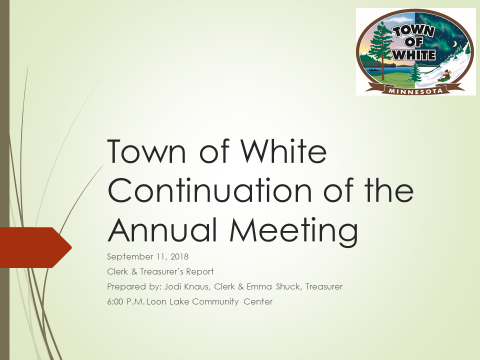 TOWN
OF
WHITE
MINNESOTA
Town of White
Continuation of the
Annual Meeting
September 11, 2018
Clerk & Treasurer's Report
Prepared by: Jodi Knaus, Clerk & Emma Shuck, Treasurer
6:00 P.M. Loon Lake Community Center